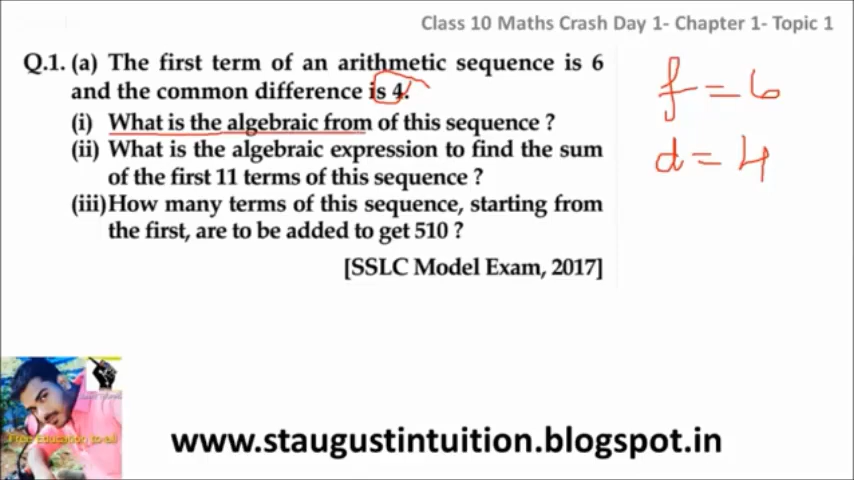 Class 10 Maths Crash Day 1- Chapter 1- Topic 1
Q.1. (a) The first term of an arithmetic sequence is 6
and the common difference is 4.
(i) What is the algebraic from of this sequence ?
(ii) What is the algebraic expression to find the sum
of the first 11 terms of this sequence ?
(iii) How many terms of this sequence, starting from
the first, are to be added to get 510 ?
[SSLC Model Exam, 2017]
f = 6
d = 4
Free education to all
www.staugustintuition.blogspot.in